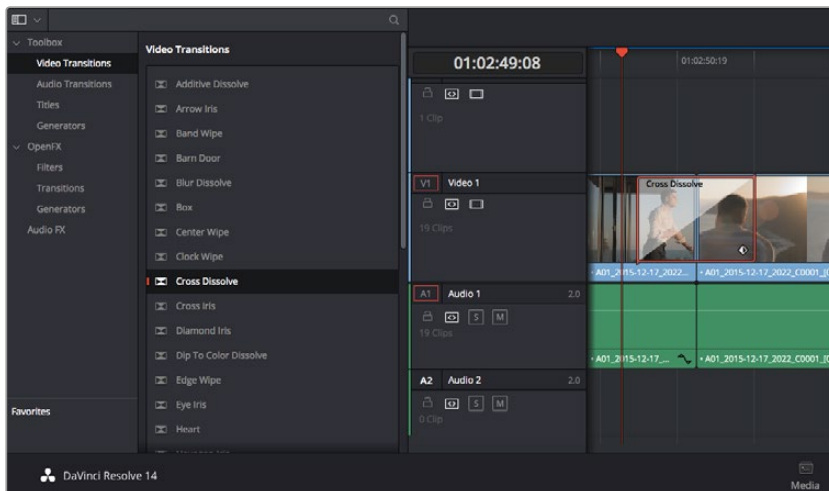 Toolbox
Video Transitions
Audio Transitions
Titles
Generators
OpenFX
Filters
Transitions
Generators
Audio FX
Favorites
Video Transitions
Additive Dissolve
Arrow Iris
Band Wipe
Barn Door
Blur Dissolve
Box
Center Wipe
Clock Wipe
Cross Dissolve
Cross Iris
Diamond Iris
Dip To Color Dissolve
Edge Wipe
Eye Iris
Heart
01:02:49:08
1 Clip
V1 Video 1
19 Clips
A1 Audio 1 2.0
S M
19 Clips
A2 Audio 2 2.0
S M
0 Clip
01:02:50:19
Cross Dissolve
• A01_2015-12-17_2022... • A01_2015-12-17_2022_C0001_[0
• A01_2015-12-17_... • A01_2015-12-17_2022_C0001_[0
DaVinci Resolve 14
Media